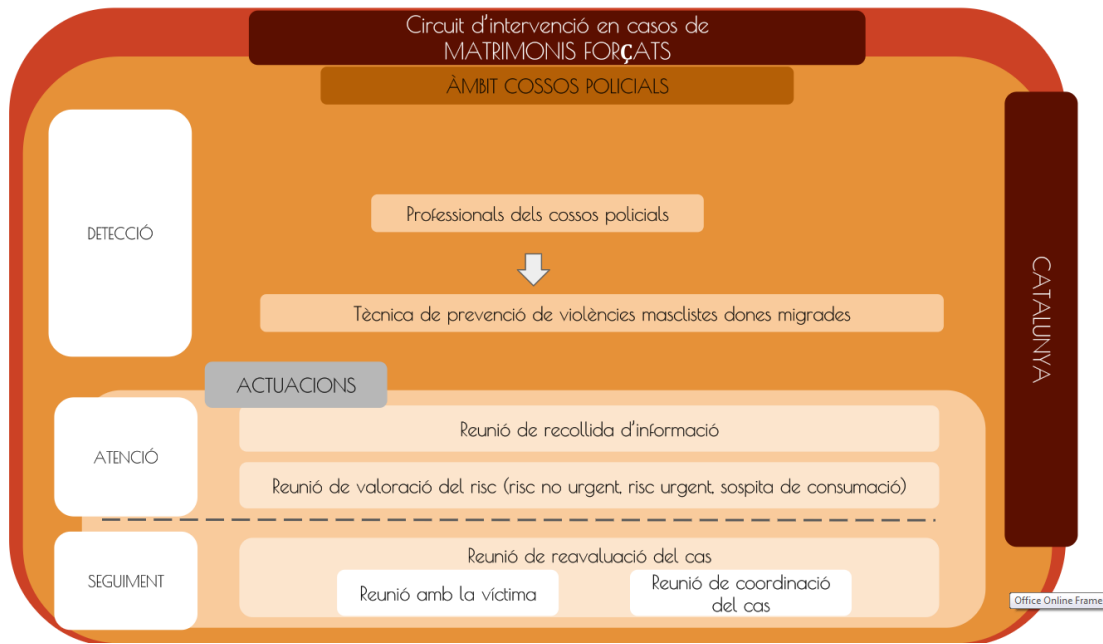 Circuit d'intervenció en casos de
MATRIMONIS FORÇATS
ÀMBIT COSSOS POLICIALS
DETECCIÓ
Professionals dels cossos policials
Tècnica de prevenció de violències masclistes dones migrades
CATALUNYA
ACTUACIONS
ATENCIÓ
Reunió de recollida d'informació
Reunió de valoració del risc (risc no urgent, risc urgent, sospita de consumació)
SEGUIMENT
Reunió de reavaluació del cas
Reunió amb la víctima
Reunió de coordinació
del cas
Office Online Frame